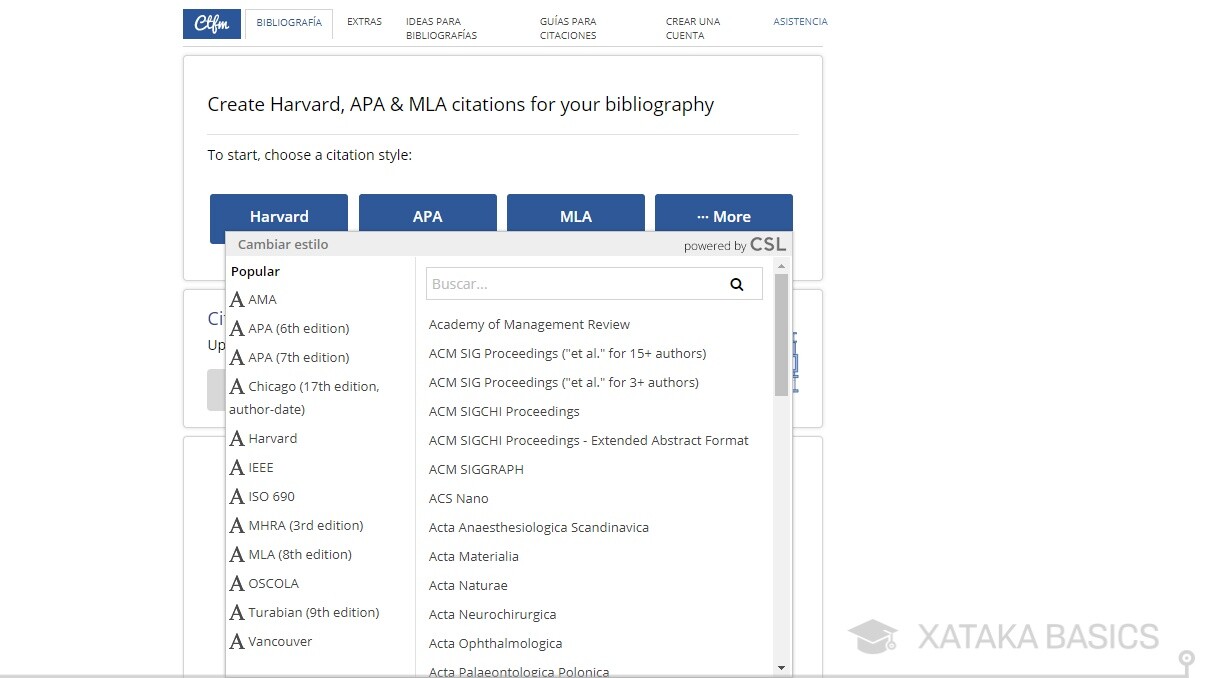 Ctfm
BIBLIOGRAFÍA
EXTRAS
IDEAS PARA
BIBLIOGRAFÍAS
GUÍAS PARA
CITACIONES
CREAR UNA
CUENTA
ASISTENCIA
Create Harvard, APA & MLA citations for your bibliography
To start, choose a citation style:
Harvard
APA
MLA
··· More
Cambiar estilo
powered by CSL
Ci
Up
Popular
A AMA
A APA (6th edition)
A APA (7th edition)
A Chicago (17th edition,
author-date)
A Harvard
A IEEE
A ISO 690
A MHRA (3rd edition)
A MLA (8th edition)
A OSCOLA
A Turabian (9th edition)
A Vancouver
Buscar...
Academy of Management Review
ACM SIG Proceedings ("et al." for 15+ authors)
ACM SIG Proceedings ("et al." for 3+ authors)
ACM SIGCHI Proceedings
ACM SIGCHI Proceedings - Extended Abstract Format
ACM SIGGRAPH
ACS Nano
Acta Anaesthesiologica Scandinavica
Acta Materialia
Acta Naturae
Acta Neurochirurgica
Acta Ophthalmologica
Acta Palaeontologica Polonica
XATAKA BASICS